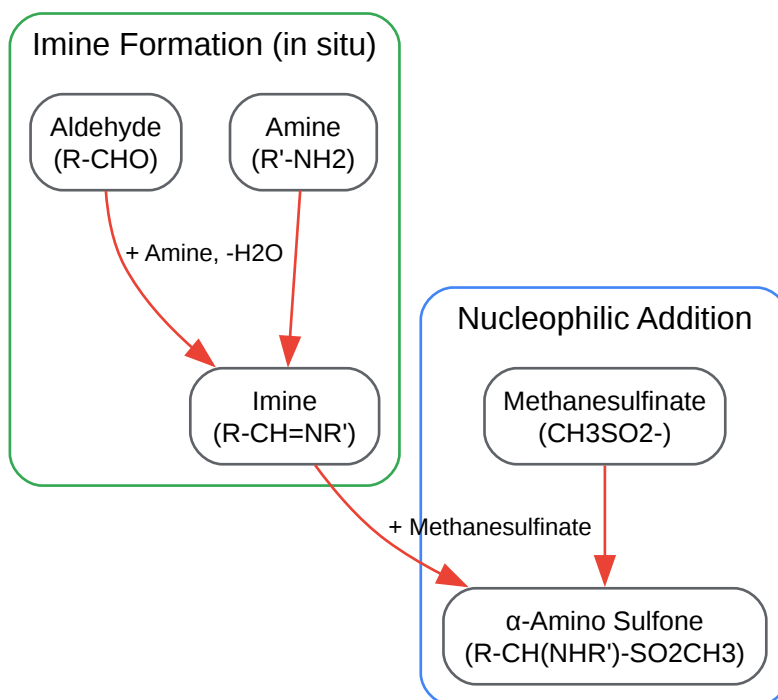 Imine Formation (in situ)
Aldehyde
(R-CHO)
Amine
(R'-NH2)
+ Amine, -H2O
Imine
(R-CH=NR')
Nucleophilic Addition
Methanesulfinate
(CH3SO2-)
+ Methanesulfinate
α-Amino Sulfone
(R-CH(NHR')-SO2CH3)